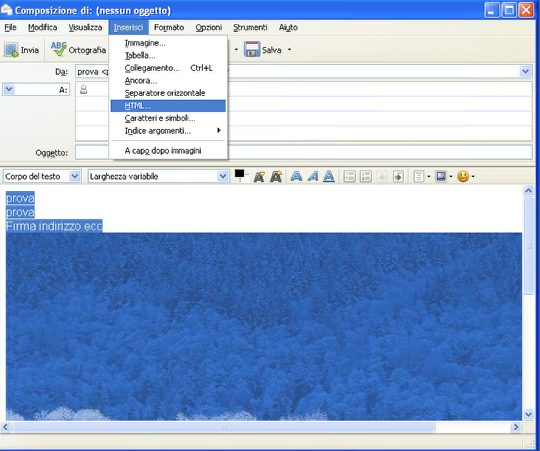 Composizione di: (nessun oggetto)
File Modifica Visualizza Inserisci Formato Opzioni Strumenti Aiuto
Invia ABC Ortografia Salva
Immagine...
Tabella...
Collegamento... Ctrl+L
Ancora...
Separatore orizzontale
HTML...
Caratteri e simboli...
Indice argomenti...
A capo dopo immagini
Da: prova <p
A:
Oggetto:
Corpo del testo Larghezza variabile
prova
prova
Firma indirizzo ecc